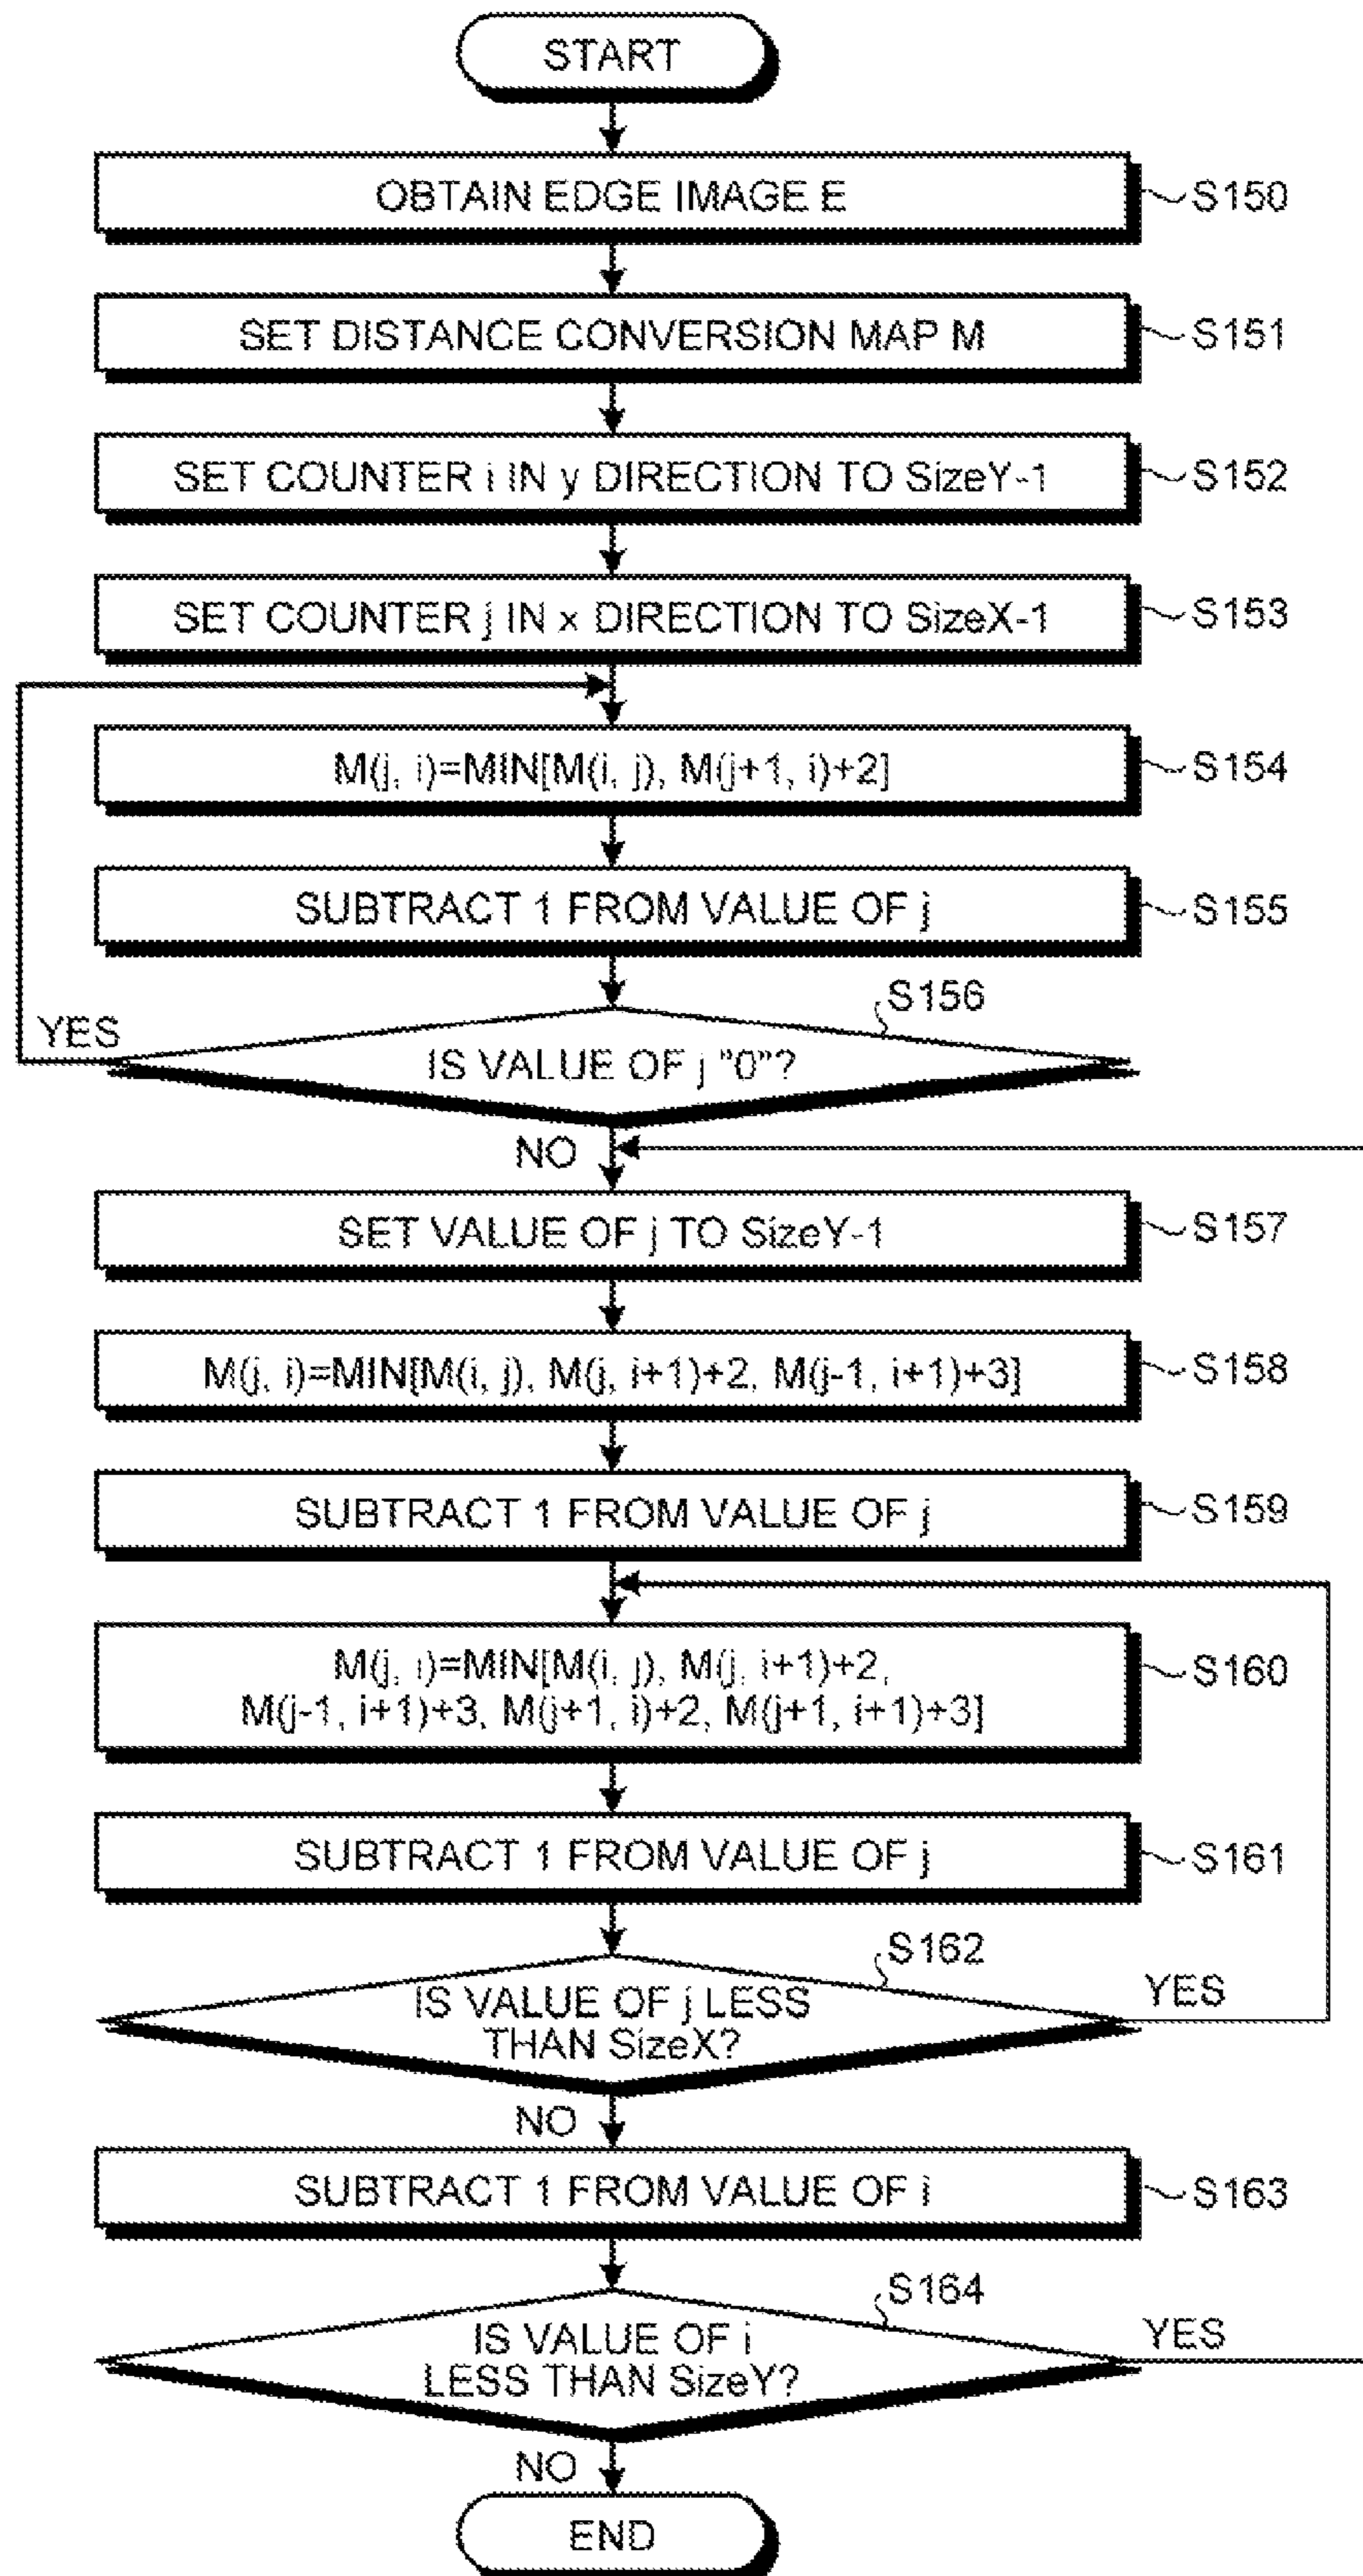 START
OBTAIN EDGE IMAGE E
S150
SET DISTANCE CONVERSION MAP M
S151
SET COUNTER i IN y DIRECTION TO SizeY-1
S152
SET COUNTER j IN x DIRECTION TO SizeX-1
S153
M(j, i)=MIN[M(i, j), M(j+1, i)+2]
S154
SUBTRACT 1 FROM VALUE OF j
S155
S156
YES
IS VALUE OF j "0"?
NO
SET VALUE OF j TO SizeY-1
S157
M(j, i)=MIN[M(i, j), M(j, i+1)+2, M(j-1, i+1)+3]
S158
SUBTRACT 1 FROM VALUE OF j
S159
M(j, i)=MIN[M(i, j), M(j, i+1)+2,
M(j-1, i+1)+3, M(j+1, i)+2, M(j+1, i+1)+3]
S160
SUBTRACT 1 FROM VALUE OF j
S161
S162
IS VALUE OF j LESS
THAN SizeX?
YES
NO
SUBTRACT 1 FROM VALUE OF i
S163
S164
IS VALUE OF i
LESS THAN SizeY?
YES
NO
END